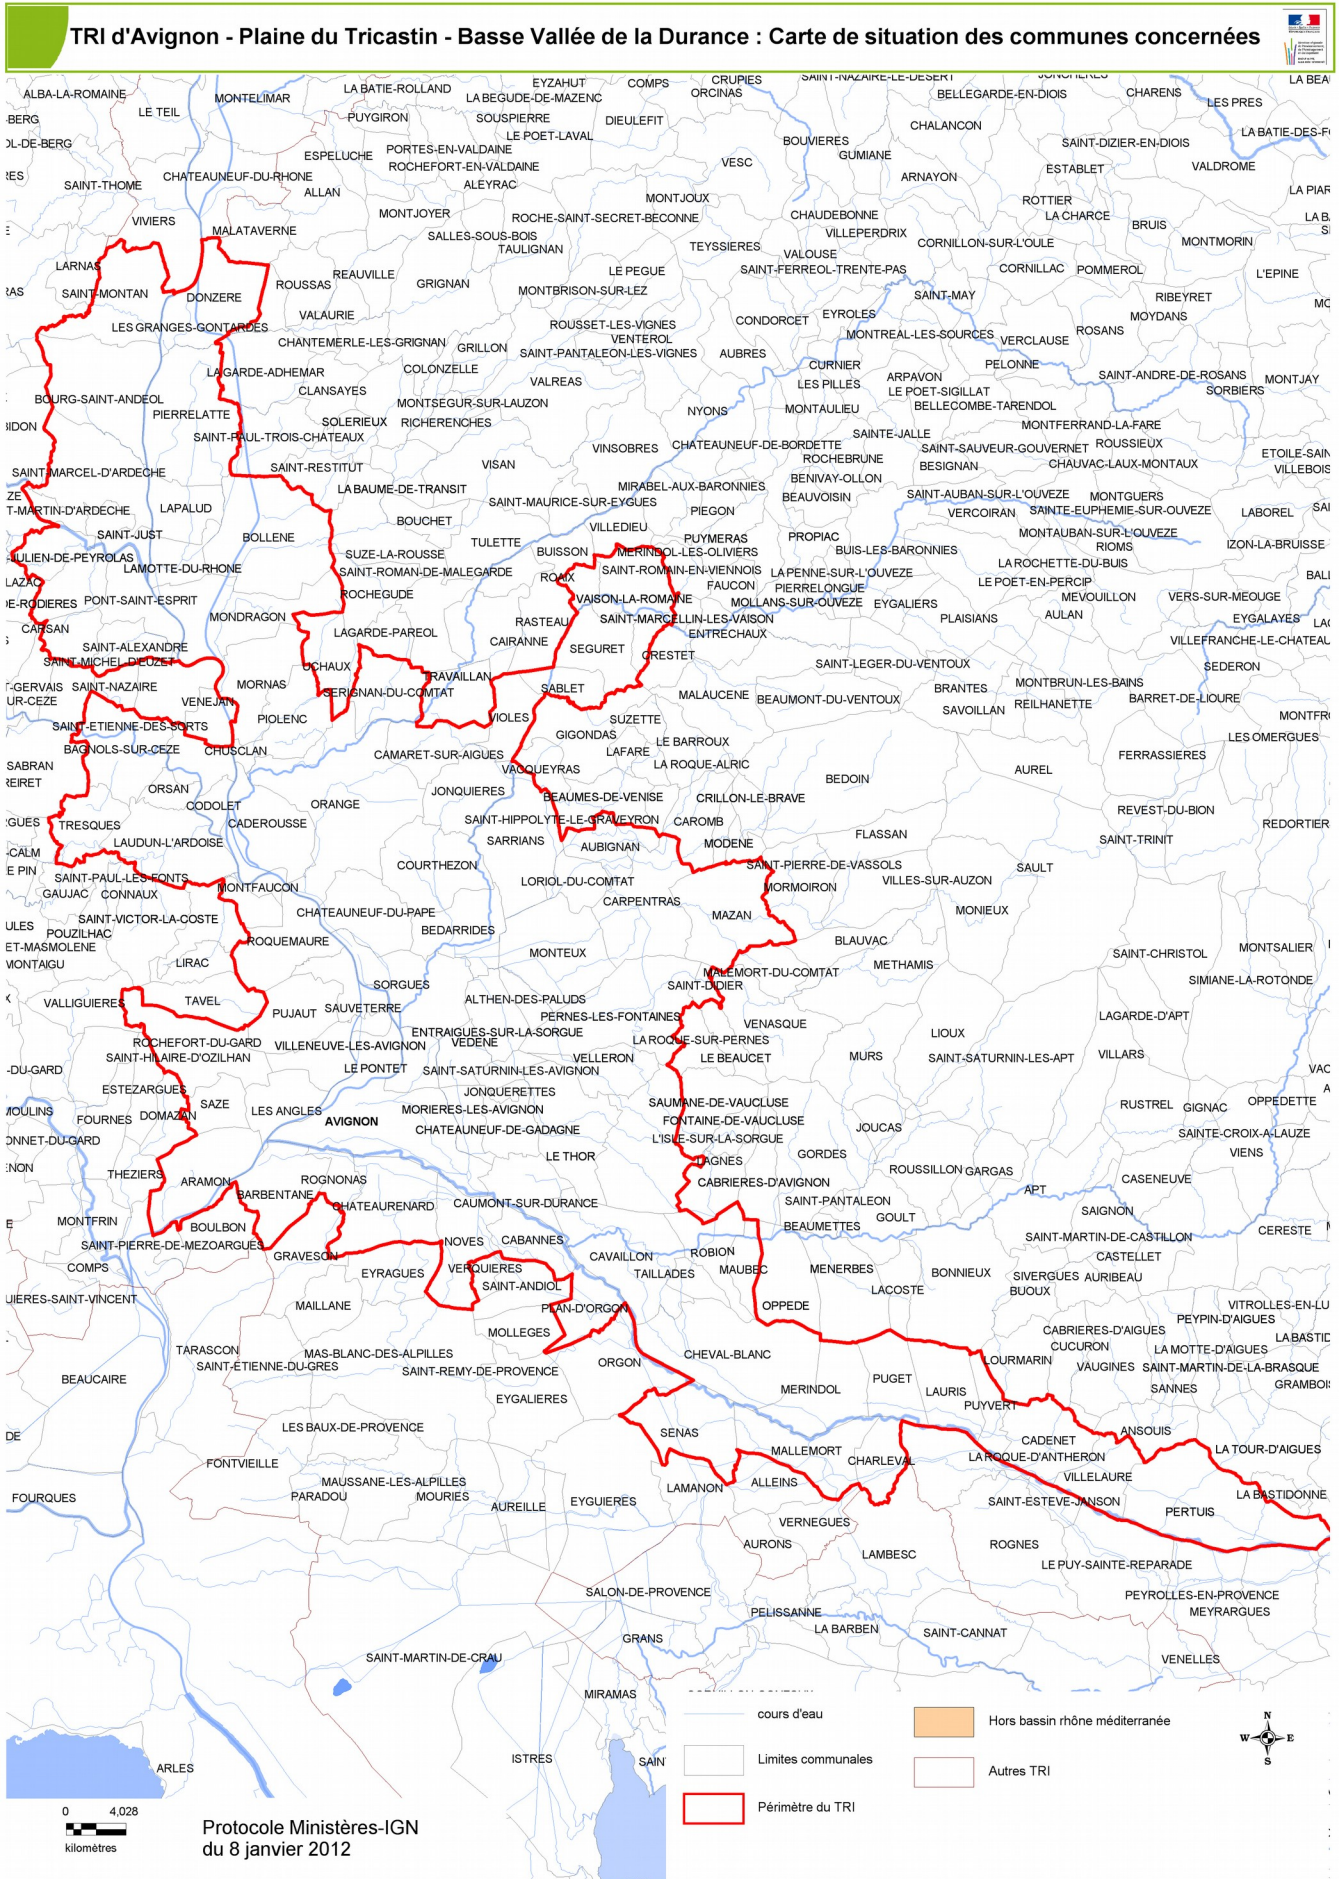 TRI d'Avignon - Plaine du Tricastin - Basse Vallée de la Durance : Carte de situation des communes concernées
ALBA-LA-ROMAINE
LE TEIL
MONTELIMAR
LA BATIE-ROLLAND
LA BEGUDE-DE-MAZENC
EYZAHUT
COMPS
CRUPIES
ORCINAS
SAINT-NAZAIRE-LE-DESERT
BELLEGARDE-EN-DIOIS
JONCHERES
CHARENS
LES PRES
PUYGIRON
SOUSPIERRE
DIEULEFIT
LE POET-LAVAL
BOUVIERES
CHALANCON
SAINT-DIZIER-EN-DIOIS
ESPELUCHE
PORTES-EN-VALDAINE
ROCHEFORT-EN-VALDAINE
ALEYRAC
VESC
GUMIANE
ARNAYON
ESTABLET
VALDROME
SAINT-THOME
CHATEAUNEUF-DU-RHONE
ALLAN
MONTJOYER
MONTJOUX
ROTTIER
LA CHARCE
BRUIS
VIVIERS
MALATAVERNE
SALLES-SOUS-BOIS
TAULIGNAN
ROCHE-SAINT-SECRET-BECONNE
TEYSSIERES
CHAUDEBONNE
VILLEPERDRIX
VALOUSE
CORNILLON-SUR-L'OULE
MONTMORIN
LARNAS
SAINT-MONTAN
DONZERE
ROUSSAS
REAUVILLE
GRIGNAN
LE PEGUE
MONTBRISON-SUR-LEZ
SAINT-FERREOL-TRENTE-PAS
CORNILLAC
POMMEROL
L'EPINE
SAINT-MAY
RIBEYRET
MOYDANS
LES GRANGES-GONTARDES
VALAURIE
CHANTEMERLE-LES-GRIGNAN
GRILLON
ROUSSET-LES-VIGNES
VENTEROL
SAINT-PANTALEON-LES-VIGNES
CONDORCET
EYROLES
MONTREAL-LES-SOURCES
VERCLAUSE
ROSANS
AUBRES
CURNIER
PELONNE
SAINT-ANDRE-DE-ROSANS
SORBIERS
MONTJAY
LA GARDE-ADHEMAR
CLANSAYES
COLONZELLE
VALREAS
LES PILLES
ARPAVON
LE POET-SIGILLAT
BELLECOMBE-TARENDOL
BOURG-SAINT-ANDEOL
PIERRELATTE
SAINT-PAUL-TROIS-CHATEAUX
SOLERIEUX
MONTSEGUR-SUR-LAUZON
RICHERENCHES
NYONS
MONTAULIEU
MONTFERRAND-LA-FARE
SAINTE-JALLE
SAINT-SAUVEUR-GOUVERNET
ROUSSIEUX
VINSOBRES
CHATEAUNEUF-DE-BORDETTE
ROCHEBRUNE
BESIGNAN
CHAUVAC-LAUX-MONTAUX
SAINT-MARCEL-D'ARDECHE
SAINT-RESTITUT
VISAN
BENIVAY-OLLON
LA BAUME-DE-TRANSIT
MIRABEL-AUX-BARONNIES
BEAUVOISIN
SAINT-AUBAN-SUR-L'OUVEZE
MONTGUERS
SAINT-MAURICE-SUR-EYGUES
PIEGON
VERCOIRAN
SAINTE-EUPHEMIE-SUR-OUVEZE
LABOREL
LAPALUD
SAINT-JUST
BOLLENE
BOUCHET
TULETTE
VILLEDIEU
PUYMERAS
PROPIAC
BUIS-LES-BARONNIES
MONTAUBAN-SUR-L'OUVEZE
RIOMS
IZON-LA-BRUISSE
LAMOTTE-DU-RHONE
SUZE-LA-ROUSSE
SAINT-ROMAN-DE-MALEGARDE
BUISSON
MERINDOL-LES-OLIVIERS
SAINT-ROMAIN-EN-VIENNOIS
LA PENNE-SUR-L'OUVEZE
LA ROCHETTE-DU-BUIS
ROAIX
FAUCON
PIERRELONGUE
LE POET-EN-PERCIP
MEVOUILLON
VERS-SUR-MEOUGE
PONT-SAINT-ESPRIT
ROCHEGUDE
VAISON-LA-ROMAINE
MOLLANS-SUR-OUVEZE
EYGALIERS
MONDRAGON
RASTEAU
SAINT-MARCELLIN-LES-VAISON
PLAISIANS
AULAN
EYGALAYES
CARSAN
LAGARDE-PAREOL
CAIRANNE
ENTRECHAUX
SAINT-ALEXANDRE
SAINT-MICHEL-D'EUZET
SEGURET
CRESTET
SAINT-LEGER-DU-VENTOUX
SEDERON
UCHAUX
TRAVAILLAN
SAINT-NAZAIRE
VENEJAN
MORNAS
SERIGNAN-DU-COMTAT
SABLET
MALAUCENE
BEAUMONT-DU-VENTOUX
BRANTES
MONTBRUN-LES-BAINS
SAVOILLAN
REILHANETTE
BARRET-DE-LIOURE
SAINT-ETIENNE-DES-SORTS
PIOLENC
VIOLES
SUZETTE
GIGONDAS
LE BARROUX
LAFARE
LES OMERGUES
BAGNOLS-SUR-CEZE
CHUSCLAN
CAMARET-SUR-AIGUES
VACQUEYRAS
LA ROQUE-ALRIC
BEDOIN
AUREL
FERRASSIERES
ORSAN
CODOLET
ORANGE
JONQUIERES
BEAUMES-DE-VENISE
CRILLON-LE-BRAVE
REVEST-DU-BION
TRESQUES
CADEROUSSE
SAINT-HIPPOLYTE-LE-GRAVEYRON
CAROMB
LAUDUN-L'ARDOISE
SARRIANS
AUBIGNAN
MODENE
FLASSAN
SAINT-TRINIT
COURTHEZON
SAINT-PIERRE-DE-VASSOLS
SAULT
SAINT-PAUL-LES-FONTS
MONTFAUCON
LORIOL-DU-COMTAT
MORMOIRON
VILLES-SUR-AUZON
GAUJAC
CONNAUX
CARPENTRAS
MAZAN
MONIEUX
SAINT-VICTOR-LA-COSTE
CHATEAUNEUF-DU-PAPE
BEDARRIDES
POUZILHAC
ROQUEMAURE
MONTEUX
BLAUVAC
METHAMIS
SAINT-CHRISTOL
MONTSALIER
LIRAC
SORGUES
MALEMORT-DU-COMTAT
SAINT-DIDIER
SIMIANE-LA-ROTONDE
VALLIGUIERES
TAVEL
PUJAUT
SAUVETERRE
ALTHEN-DES-PALUDS
PERNES-LES-FONTAINES
VENASQUE
LAGARDE-D'APT
ROCHEFORT-DU-GARD
VILLENEUVE-LES-AVIGNON
ENTRAIGUES-SUR-LA-SORGUE
VEDENE
LA ROQUE-SUR-PERNES
LIOUX
SAINT-HILAIRE-D'OZILHAN
VELLERON
LE BEAUCET
MURS
SAINT-SATURNIN-LES-APT
VILLARS
LE PONTET
SAINT-SATURNIN-LES-AVIGNON
ESTEZARGUES
SAZE
JONQUERETTES
SAUMANE-DE-VAUCLUSE
RUSTREL
GIGNAC
OPPEDETTE
FOURNES
DOMAZAN
LES ANGLES
AVIGNON
MORIERES-LES-AVIGNON
FONTAINE-DE-VAUCLUSE
JOUCAS
CHATEAUNEUF-DE-GADAGNE
L'ISLE-SUR-LA-SORGUE
SAINTE-CROIX-A-LAUZE
VIENS
LE THOR
LAGNES
GORDES
ROUSSILLON
GARGAS
THEZIERS
ARAMON
ROGNONAS
CABRIERES-D'AVIGNON
CASENEUVE
BARBENTANE
CHATEAURENARD
CAUMONT-SUR-DURANCE
SAINT-PANTALEON
APT
MONTFRIN
BOULBON
GOULT
SAIGNON
BEAUMETTES
CERESTE
SAINT-PIERRE-DE-MEZOARGUES
GRAVESON
NOVES
CABANNES
SAINT-MARTIN-DE-CASTILLON
COMPS
EYRAGUES
VERQUIERES
CAVAILLON
ROBION
CASTELLET
SAINT-ANDIOL
TAILLADES
MAUBEC
MENERBES
BONNIEUX
SIVERGUES
AURIBEAU
LACOSTE
BUOUX
MAILLANE
PLAN-D'ORGON
OPPEDE
MOLLEGES
PEYPIN-D'AIGUES
CABRIERES-D'AIGUES
CUCURON
TARASCON
MAS-BLANC-DES-ALPILLES
ORGON
CHEVAL-BLANC
LOURMARIN
LA MOTTE-D'AIGUES
SAINT-ETIENNE-DU-GRES
SAINT-REMY-DE-PROVENCE
VAUGINES
SAINT-MARTIN-DE-LA-BRASQUE
BEAUCAIRE
PUGET
MERINDOL
LAURIS
SANNES
EYGALIERES
PUYVERT
LES BAUX-DE-PROVENCE
SENAS
CADENET
ANSOUIS
LA TOUR-D'AIGUES
FONTVIEILLE
MALLEMORT
CHARLEVAL
LA ROQUE-D'ANTHERON
VILLELAURE
MAUSSANE-LES-ALPILLES
PARADOU
MOURIES
LAMANON
ALLEINS
LA BASTIDONNE
FOURQUES
AUREILLE
EYGUIERES
SAINT-ESTEVE-JANSON
PERTUIS
VERNEGUES
AURONS
LAMBESC
ROGNES
LE PUY-SAINTE-REPARADE
SALON-DE-PROVENCE
PEYROLLES-EN-PROVENCE
MEYRARGUES
PELISSANNE
LA BARBEN
SAINT-CANNAT
GRANS
SAINT-MARTIN-DE-CRAU
VENELLES
MIRAMAS
ISTRES
ARLES
cours d'eau
Hors bassin rhône méditerranée
Limites communales
Autres TRI
Périmètre du TRI
N
W
E
S
0 4,028
kilomètres
Protocole Ministères-IGN
du 8 janvier 2012